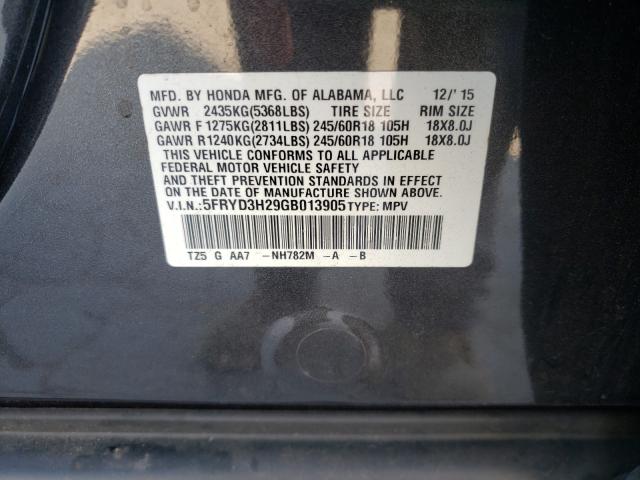 MFD. BY HONDA MFG. OF ALABAMA, LLC 12/'15
GVWR 2435KG(5368LBS) TIRE SIZE RIM SIZE
GAWR F 1275KG(2811LBS) 245/60R18 105H 18X8.0J
GAWR R1240KG(2734LBS) 245/60R18 105H 18X8.0J
THIS VEHICLE CONFORMS TO ALL APPLICABLE
FEDERAL MOTOR VEHICLE SAFETY
AND THEFT PREVENTION STANDARDS IN EFFECT
ON THE DATE OF MANUFACTURE SHOWN ABOVE.
V.I.N.:5FRYD3H29GB013905 TYPE: MPV
TZ5 G AA7 -NH782M -A -B